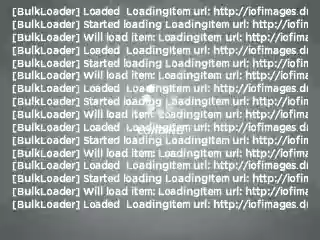 [BulkLoader] Loaded LoadingItem url: http://iofimages.d
[BulkLoader] Started loading LoadingItem url: http://iofi
[BulkLoader] Will load item: LoadingItem url: http://iofima
[BulkLoader] Loaded LoadingItem url: http://iofimages.d
[BulkLoader] Started loading LoadingItem url: http://iofi
[BulkLoader] Will load item: LoadingItem url: http://iofima
[BulkLoader] Loaded LoadingItem url: http://iofimages.d
[BulkLoader] Started loading LoadingItem url: http://iofi
[BulkLoader] Will load item: LoadingItem url: http://iofima
[BulkLoader] Loaded LoadingItem url: http://iofimages.d
[BulkLoader] Started loading LoadingItem url: http://iofi
[BulkLoader] Will load item: LoadingItem url: http://iofima
[BulkLoader] Loaded LoadingItem url: http://iofimages.d
[BulkLoader] Started loading LoadingItem url: http://iofi
[BulkLoader] Will load item: LoadingItem url: http://iofima
[BulkLoader] Loaded LoadingItem url: http://iofimages.d